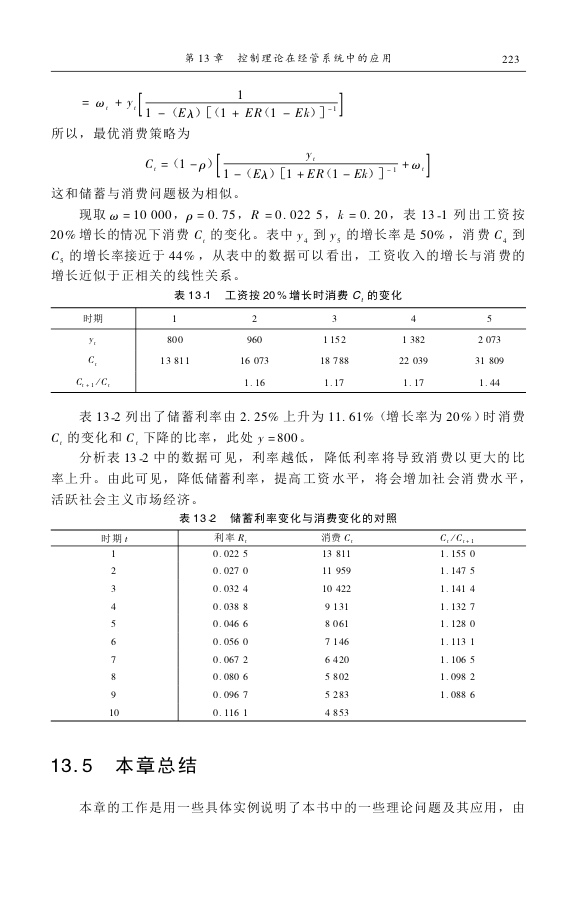 第 13 章 控制理论在经管系统中的应用 223
= ω_t + y_t[1 / (1 − (Eλ)[(1 + ER(1 − Ek)]^{−1})]
所以，最优消费策略为
C_t = (1 − ρ)[y_t / (1 − (Eλ)[1 + ER(1 − Ek)]^{−1}) + ω_t]
这和储蓄与消费问题极为相似。
现取 ω = 10 000，ρ = 0. 75，R = 0. 022 5，k = 0. 20，表 13-1 列出工资按
20% 增长的情况下消费 C_t 的变化。表中 y_4 到 y_5 的增长率是 50%，消费 C_4 到
C_5 的增长率接近于 44%，从表中的数据可以看出，工资收入的增长与消费的
增长近似于正相关的线性关系。
表 13-1 工资按 20% 增长时消费 C_t 的变化
时期 1 2 3 4 5
y_t 800 960 1 152 1 382 2 073
C_t 13 811 16 073 18 788 22 039 31 809
C_{t+1}/C_t 1. 16 1. 17 1. 17 1. 44
表 13-2 列出了储蓄利率由 2. 25% 上升为 11. 61%（增长率为 20%）时消费
C_t 的变化和 C_t 下降的比率，此处 y = 800。
分析表 13-2 中的数据可见，利率越低，降低利率将导致消费以更大的比
率上升。由此可见，降低储蓄利率，提高工资水平，将会增加社会消费水平，
活跃社会主义市场经济。
表 13-2 储蓄利率变化与消费变化的对照
时期 t 利率 R_t 消费 C_t C_t/C_{t+1}
1 0. 022 5 13 811 1. 155 0
2 0. 027 0 11 959 1. 147 5
3 0. 032 4 10 422 1. 141 4
4 0. 038 8 9 131 1. 132 7
5 0. 046 6 8 061 1. 128 0
6 0. 056 0 7 146 1. 113 1
7 0. 067 2 6 420 1. 106 5
8 0. 080 6 5 802 1. 098 2
9 0. 096 7 5 283 1. 088 6
10 0. 116 1 4 853
13. 5 本章总结
本章的工作是用一些具体实例说明了本书中的一些理论问题及其应用，由